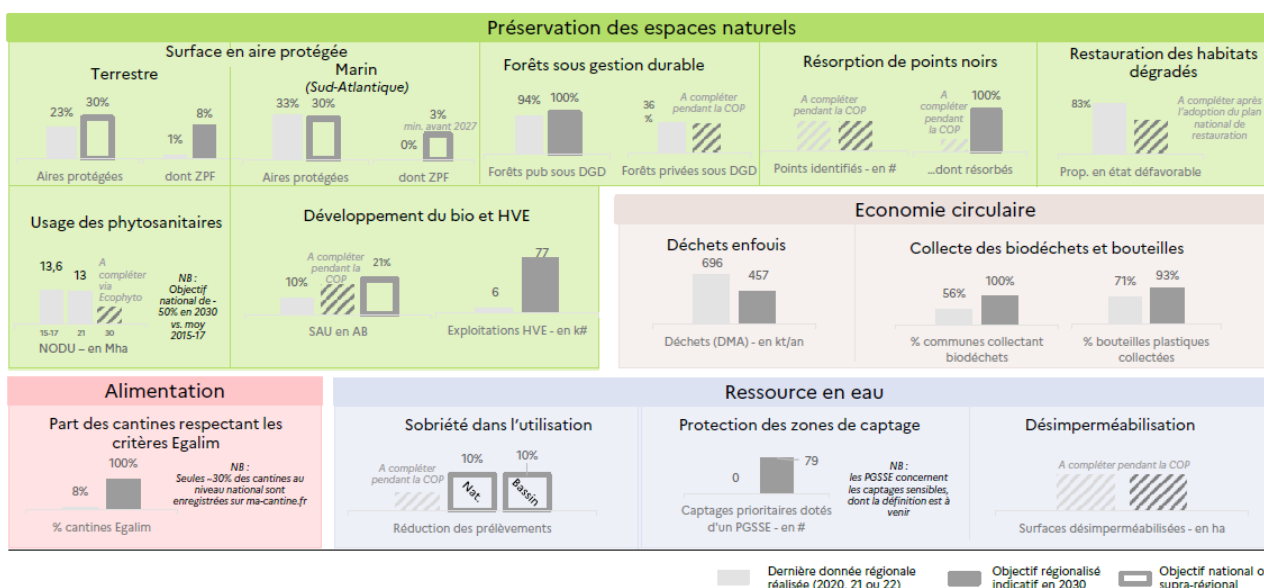 Préservation des espaces naturels
Surface en aire protégée
Terrestre
23%
30%
Aires protégées
1%
8%
dont ZPF
Marin
(Sud-Atlantique)
33%
30%
Aires protégées
0%
3%
min. avant 2027
dont ZPF
Forêts sous gestion durable
94%
100%
Forêts pub sous DGD
36
%
A compléter
pendant la COP
Forêts privées sous DGD
Résorption de points noirs
A compléter
pendant la COP
Points identifiés - en #
A
compléter
pendant
la COP
100%
...dont résorbés
Restauration des habitats
dégradés
83%
A compléter après
l'adoption du plan
national de
restauration
Prop. en état défavorable
Usage des phytosanitaires
13,6
13
A
compléter
via
Ecophyto
15-17
21
30
NODU – en Mha
NB :
Objectif
national de -
50% en 2030
vs. moy
2015-17
Développement du bio et HVE
10%
A compléter
pendant la
COP
21%
SAU en AB
6
77
Exploitations HVE - en k#
Economie circulaire
Déchets enfouis
696
457
Déchets (DMA) - en kt/an
Collecte des biodéchets et bouteilles
56%
100%
% communes collectant
biodéchets
71%
93%
% bouteilles plastiques
collectées
Alimentation
Part des cantines respectant les
critères Egalim
8%
100%
% cantines Egalim
NB :
Seules ~30% des cantines au
niveau national sont
enregistrées sur ma-cantine.fr
Ressource en eau
Sobriété dans l'utilisation
A compléter
pendant la COP
10%
Nat.
10%
Bassin
Réduction des prélèvements
Protection des zones de captage
0
79
Captages prioritaires dotés
d'un PGSSE - en #
NB :
les PGSSE concernent
les captages sensibles,
dont la définition est à
venir
Désimperméabilisation
A compléter pendant la COP
Surfaces désimperméabilisées - en ha
Dernière donnée régionale
réalisée (2020, 21 ou 22)
Objectif régionalisé
indicatif en 2030
Objectif national o
supra-régional